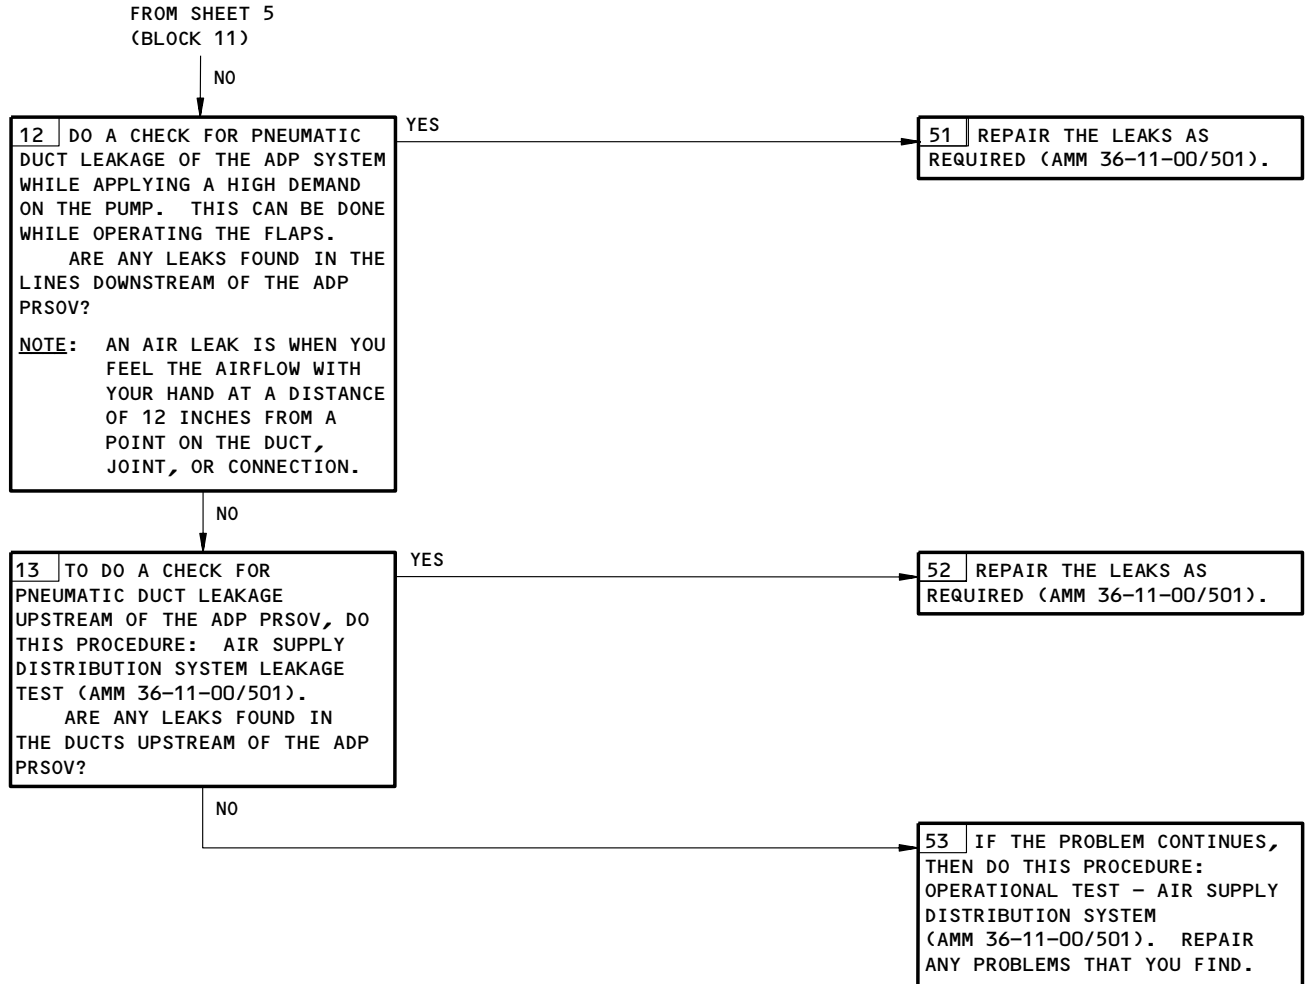 FROM SHEET 5
(BLOCK 11)
NO
12 DO A CHECK FOR PNEUMATIC
DUCT LEAKAGE OF THE ADP SYSTEM
WHILE APPLYING A HIGH DEMAND
ON THE PUMP. THIS CAN BE DONE
WHILE OPERATING THE FLAPS.
ARE ANY LEAKS FOUND IN THE
LINES DOWNSTREAM OF THE ADP
PRSOV?
NOTE: AN AIR LEAK IS WHEN YOU
FEEL THE AIRFLOW WITH
YOUR HAND AT A DISTANCE
OF 12 INCHES FROM A
POINT ON THE DUCT,
JOINT, OR CONNECTION.
YES
51 REPAIR THE LEAKS AS
REQUIRED (AMM 36-11-00/501).
NO
13 TO DO A CHECK FOR
PNEUMATIC DUCT LEAKAGE
UPSTREAM OF THE ADP PRSOV, DO
THIS PROCEDURE: AIR SUPPLY
DISTRIBUTION SYSTEM LEAKAGE
TEST (AMM 36-11-00/501).
ARE ANY LEAKS FOUND IN
THE DUCTS UPSTREAM OF THE ADP
PRSOV?
YES
52 REPAIR THE LEAKS AS
REQUIRED (AMM 36-11-00/501).
NO
53 IF THE PROBLEM CONTINUES,
THEN DO THIS PROCEDURE:
OPERATIONAL TEST - AIR SUPPLY
DISTRIBUTION SYSTEM
(AMM 36-11-00/501). REPAIR
ANY PROBLEMS THAT YOU FIND.